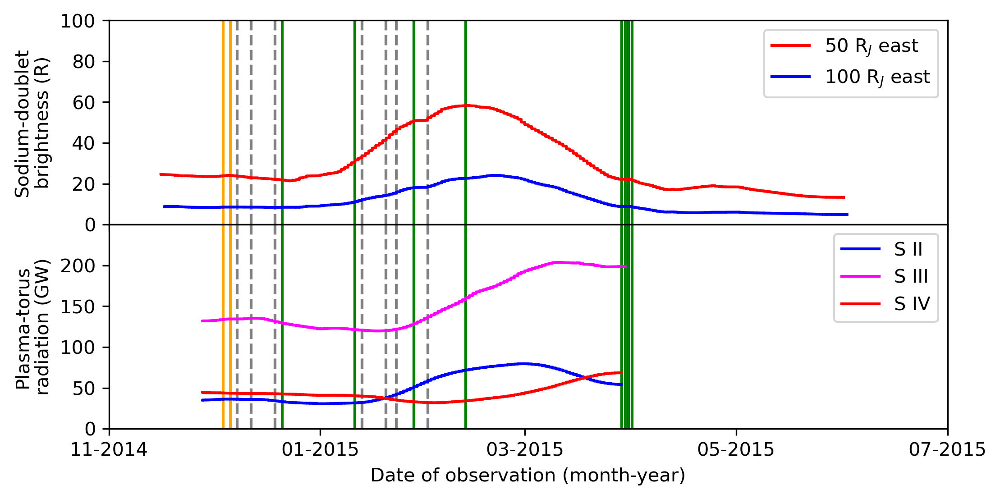 Sodium-doublet
brightness (R)
100
80
60
40
20
0
50 R_J east
100 R_J east
Plasma-torus
radiation (GW)
200
150
100
50
0
S II
S III
S IV
11-2014 01-2015 03-2015 05-2015 07-2015
Date of observation (month-year)